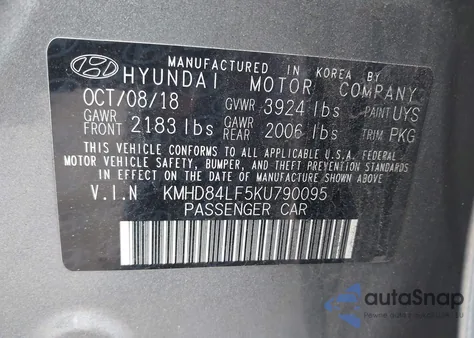 MANUFACTURED IN KOREA BY
HYUNDAI MOTOR COMPANY
OCT/08/18 GVWR 3924 lbs PAINT UYS
GAWR FRONT 2183 lbs GAWR REAR 2006 lbs TRIM PKG
THIS VEHICLE CONFORMS TO ALL APPLICABLE U.S.A. FEDERAL
MOTOR VEHICLE SAFETY, BUMPER, AND THEFT PREVENTION STANDARDS
IN EFFECT ON THE DATE OF MANUFACTURE SHOWN ABOVE.
V.I.N KMHD84LF5KU790095
PASSENGER CAR
autoSnap